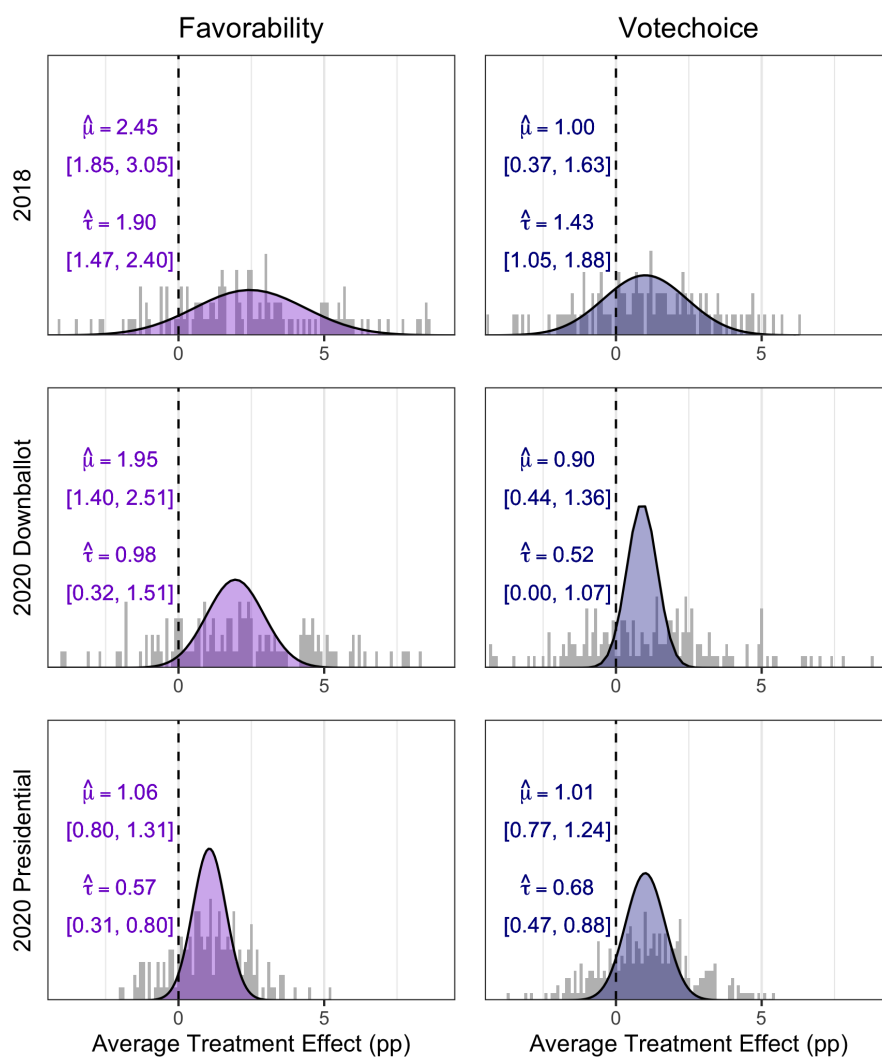 Favorability
Votechoice
2018
μ̂ = 2.45
[1.85, 3.05]
τ̂ = 1.90
[1.47, 2.40]
0 5
μ̂ = 1.00
[0.37, 1.63]
τ̂ = 1.43
[1.05, 1.88]
0 5
2020 Downballot
μ̂ = 1.95
[1.40, 2.51]
τ̂ = 0.98
[0.32, 1.51]
0 5
μ̂ = 0.90
[0.44, 1.36]
τ̂ = 0.52
[0.00, 1.07]
0 5
2020 Presidential
μ̂ = 1.06
[0.80, 1.31]
τ̂ = 0.57
[0.31, 0.80]
0 5
Average Treatment Effect (pp)
μ̂ = 1.01
[0.77, 1.24]
τ̂ = 0.68
[0.47, 0.88]
0 5
Average Treatment Effect (pp)